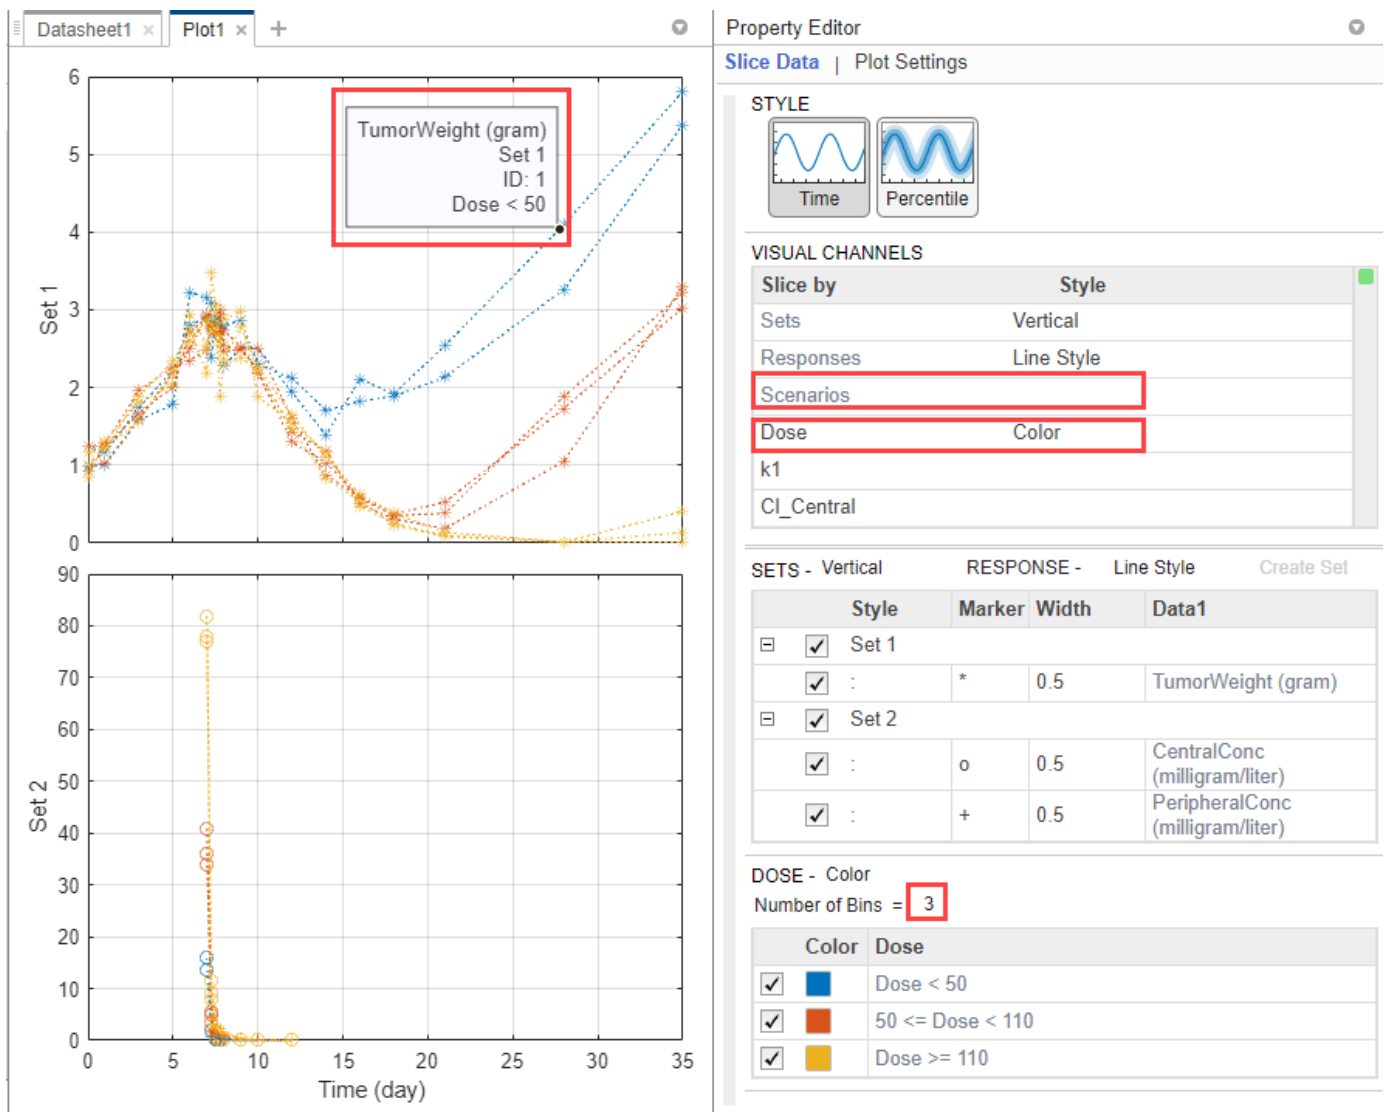 Datasheet1 × Plot1 × +
6
5
4
3
2
1
0
Set 1
TumorWeight (gram)
Set 1
ID: 1
Dose < 50
90
80
70
60
50
40
30
20
10
0
Set 2
0 5 10 15 20 25 30 35
Time (day)
Property Editor
Slice Data | Plot Settings
STYLE
Time Percentile
VISUAL CHANNELS
Slice by Style
Sets Vertical
Responses Line Style
Scenarios
Dose Color
k1
Cl_Central
SETS - Vertical RESPONSE - Line Style Create Set
Style Marker Width Data1
Set 1
: * 0.5 TumorWeight (gram)
Set 2
: o 0.5 CentralConc
(milligram/liter)
: + 0.5 PeripheralConc
(milligram/liter)
DOSE - Color
Number of Bins = 3
Color Dose
Dose < 50
50 <= Dose < 110
Dose >= 110